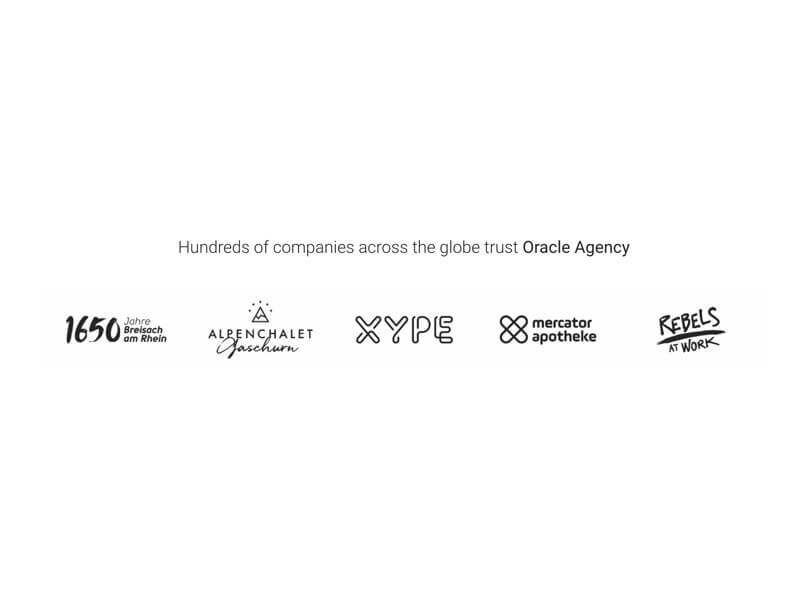 Hundreds of companies across the globe trust Oracle Agency
1650 Jahre
Breisach
am Rhein
ALPENCHALET
Gaschurn
XYPE
mercator
apotheke
REBELS
AT WORK